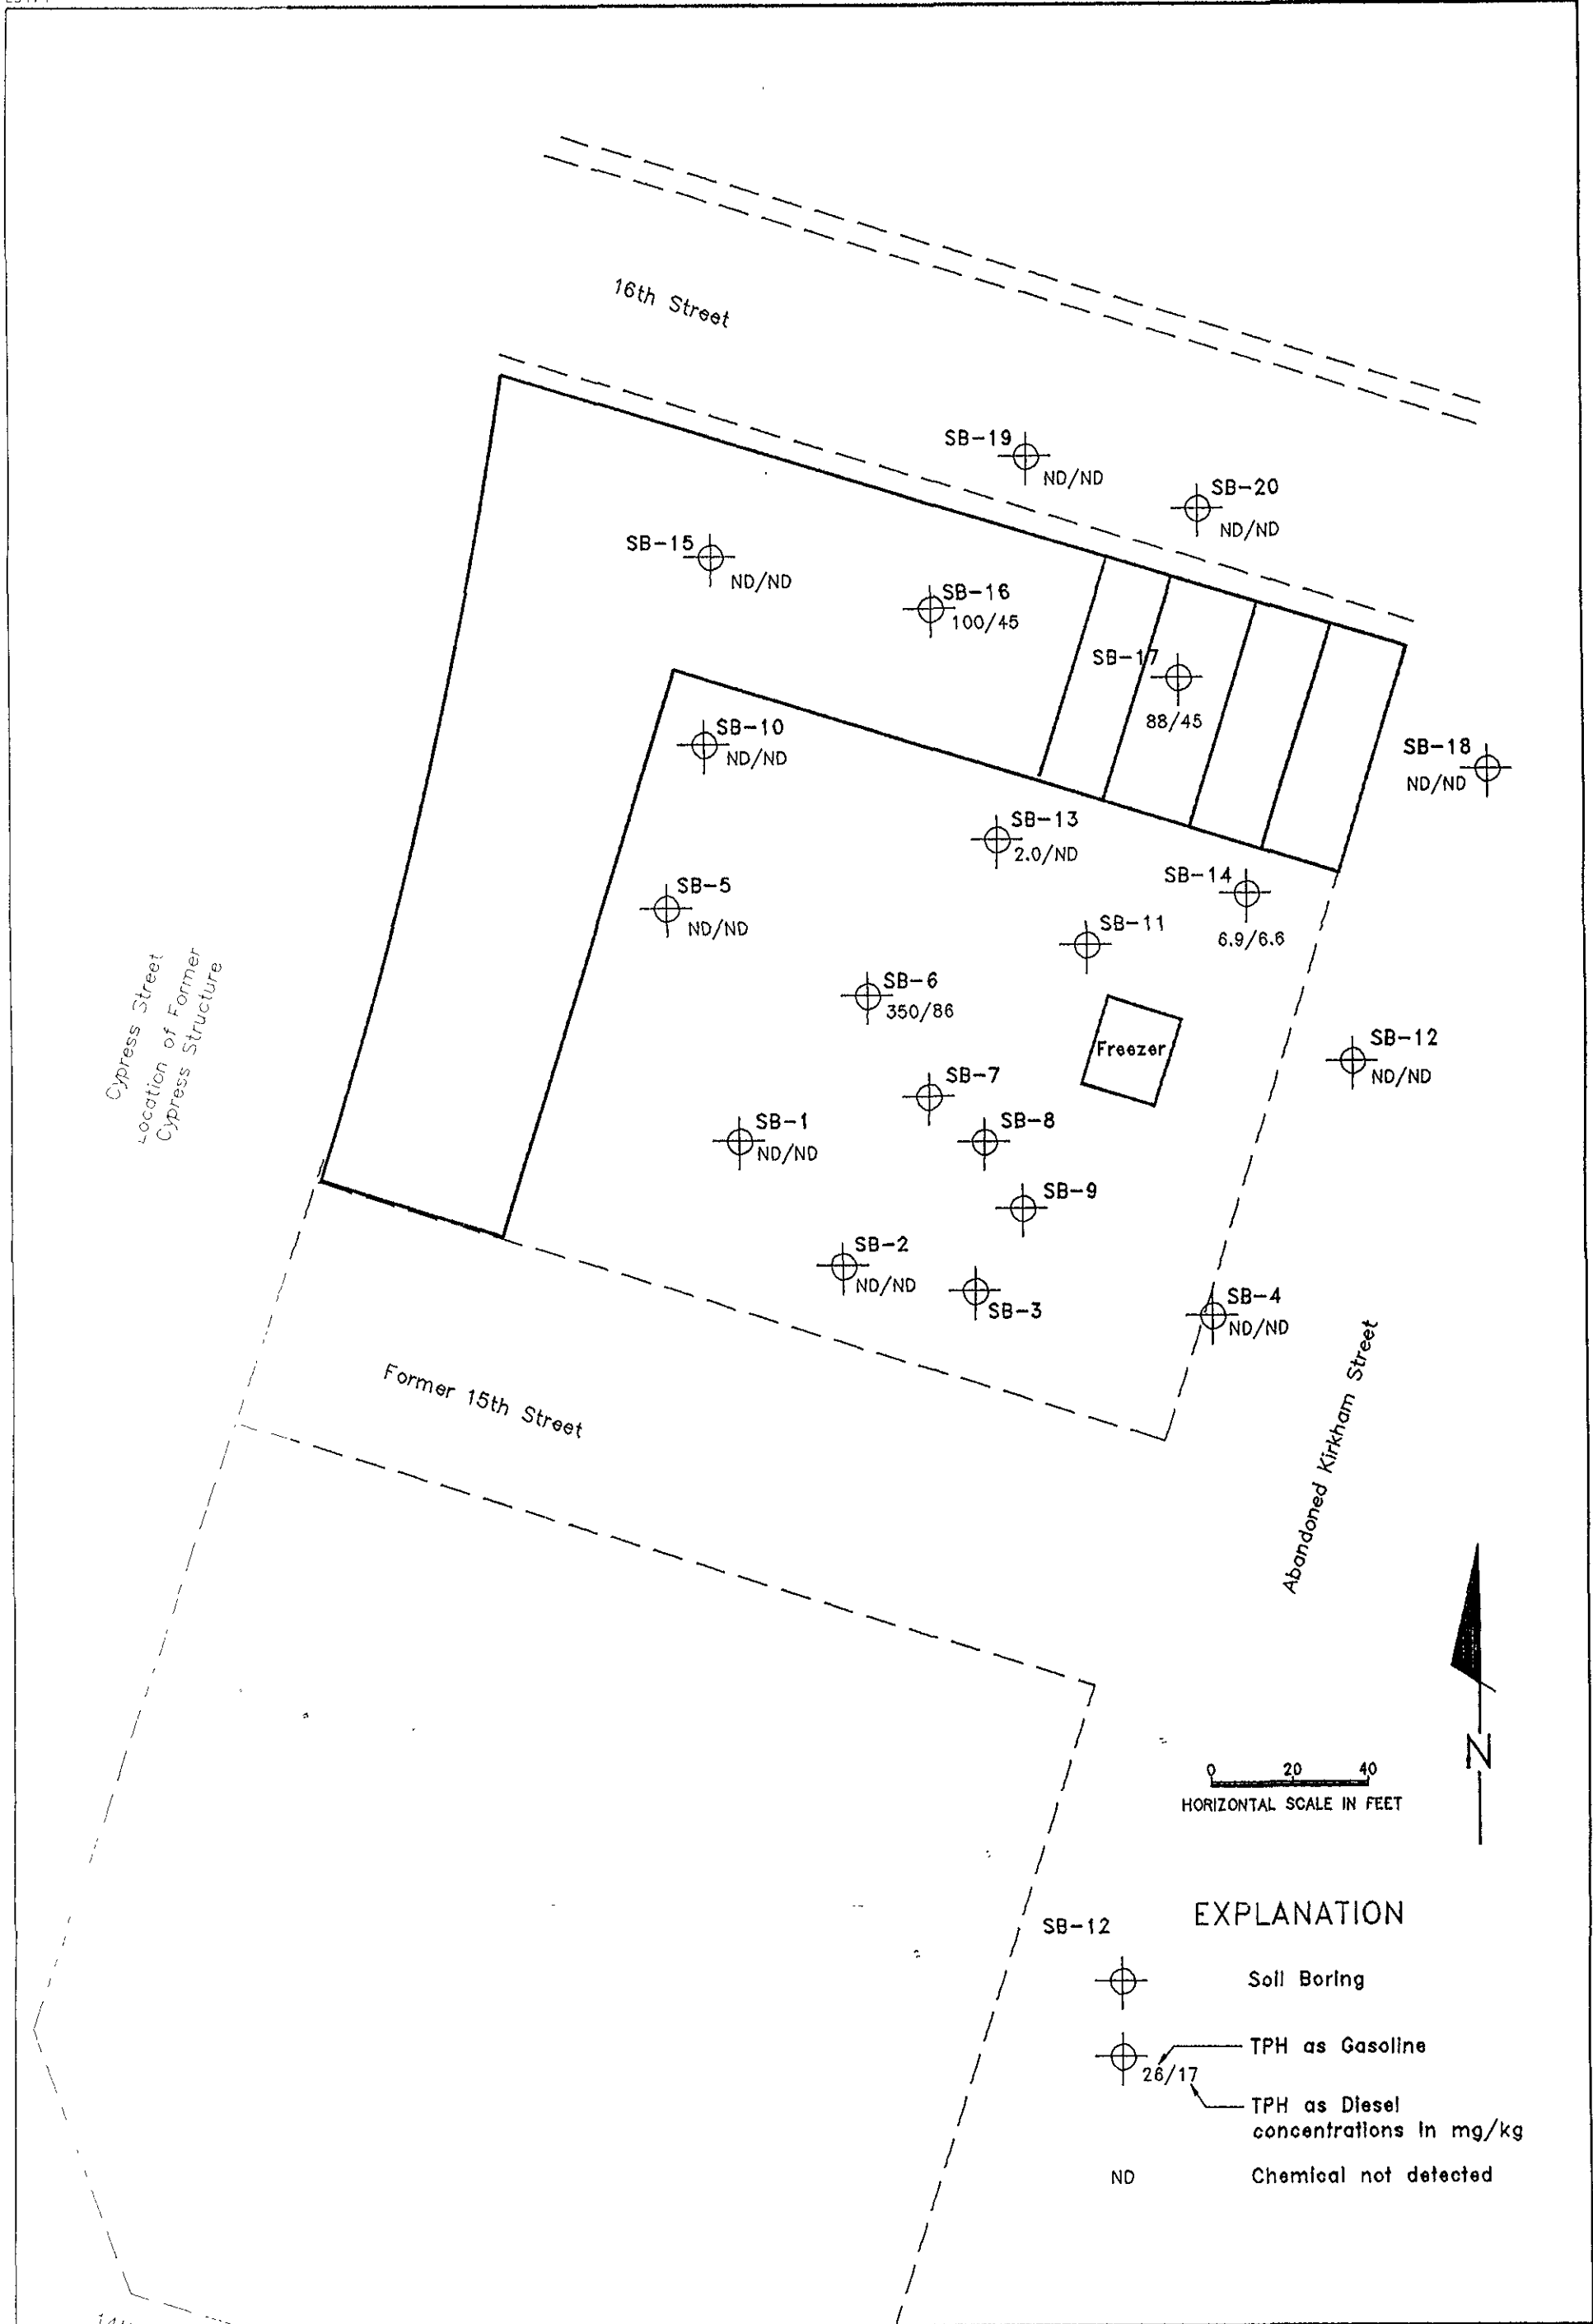 16th Street
SB-19
ND/ND
SB-20
ND/ND
SB-15
ND/ND
SB-16
100/45
SB-17
88/45
SB-10
ND/ND
SB-18
ND/ND
SB-13
2.0/ND
SB-14
6.9/6.6
SB-5
ND/ND
SB-11
SB-6
350/86
Freezer
SB-12
ND/ND
Cypress Street
Location of Former
Cypress Structure
SB-7
SB-1
ND/ND
SB-8
SB-9
SB-2
ND/ND
SB-3
SB-4
ND/ND
Former 15th Street
Abandoned Kirkham Street
N
0 20 40
HORIZONTAL SCALE IN FEET
EXPLANATION
SB-12
Soil Boring
TPH as Gasoline
26/17
TPH as Diesel
concentrations in mg/kg
ND Chemical not detected